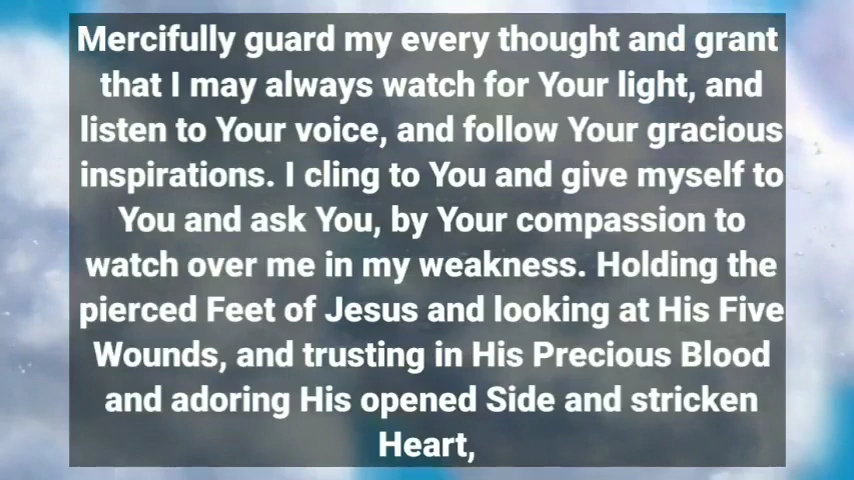 Mercifully guard my every thought and grant
that I may always watch for Your light, and
listen to Your voice, and follow Your gracious
inspirations. I cling to You and give myself to
You and ask You, by Your compassion to
watch over me in my weakness. Holding the
pierced Feet of Jesus and looking at His Five
Wounds, and trusting in His Precious Blood
and adoring His opened Side and stricken
Heart,